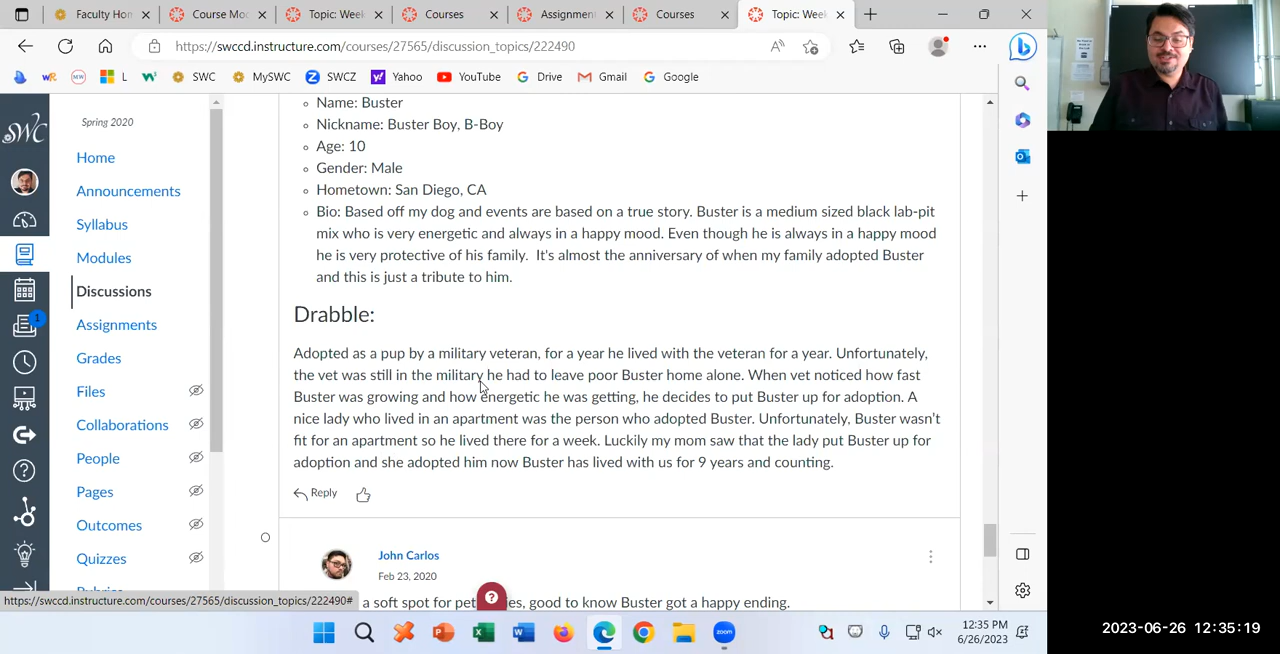 Faculty Hon
Course Mod
Topic: Week
Courses
Assignment
Courses
Topic: Week
https://swccd.instructure.com/courses/27565/discussion_topics/222490
L
SWC
MySWC
SWCZ
Yahoo
YouTube
Drive
Gmail
Google
SWC
Spring 2020
Home
Announcements
Syllabus
Modules
Discussions
Assignments
Grades
Files
Collaborations
People
Pages
Outcomes
Quizzes
1
Name: Buster
Nickname: Buster Boy, B-Boy
Age: 10
Gender: Male
Hometown: San Diego, CA
Bio: Based off my dog and events are based on a true story. Buster is a medium sized black lab-pit
mix who is very energetic and always in a happy mood. Even though he is always in a happy mood
he is very protective of his family.  It's almost the anniversary of when my family adopted Buster
and this is just a tribute to him.
Drabble:
Adopted as a pup by a military veteran, for a year he lived with the veteran for a year. Unfortunately,
the vet was still in the military he had to leave poor Buster home alone. When vet noticed how fast
Buster was growing and how energetic he was getting, he decides to put Buster up for adoption. A
nice lady who lived in an apartment was the person who adopted Buster. Unfortunately, Buster wasn't
fit for an apartment so he lived there for a week. Luckily my mom saw that the lady put Buster up for
adoption and she adopted him now Buster has lived with us for 9 years and counting.
Reply
John Carlos
Feb 23, 2020
a soft spot for pet
ies, good to know Buster got a happy ending.
https://swccd.instructure.com/courses/27565/discussion_topics/222490#
zoom
12:35 PM
6/26/2023
2023-06-26 12:35:19